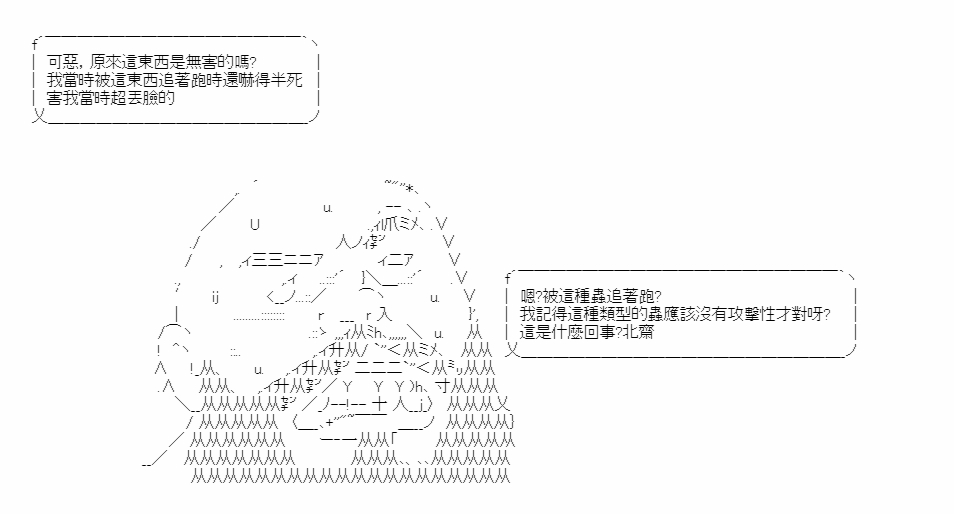 可惡，原來這東西是無害的嗎?
我當時被這東西追著跑時還嚇得半死
害我當時超丟臉的
嗯?被這種蟲追著跑?
我記得這種類型的蟲應該沒有攻擊性才對呀?
這是什麼回事?北齋